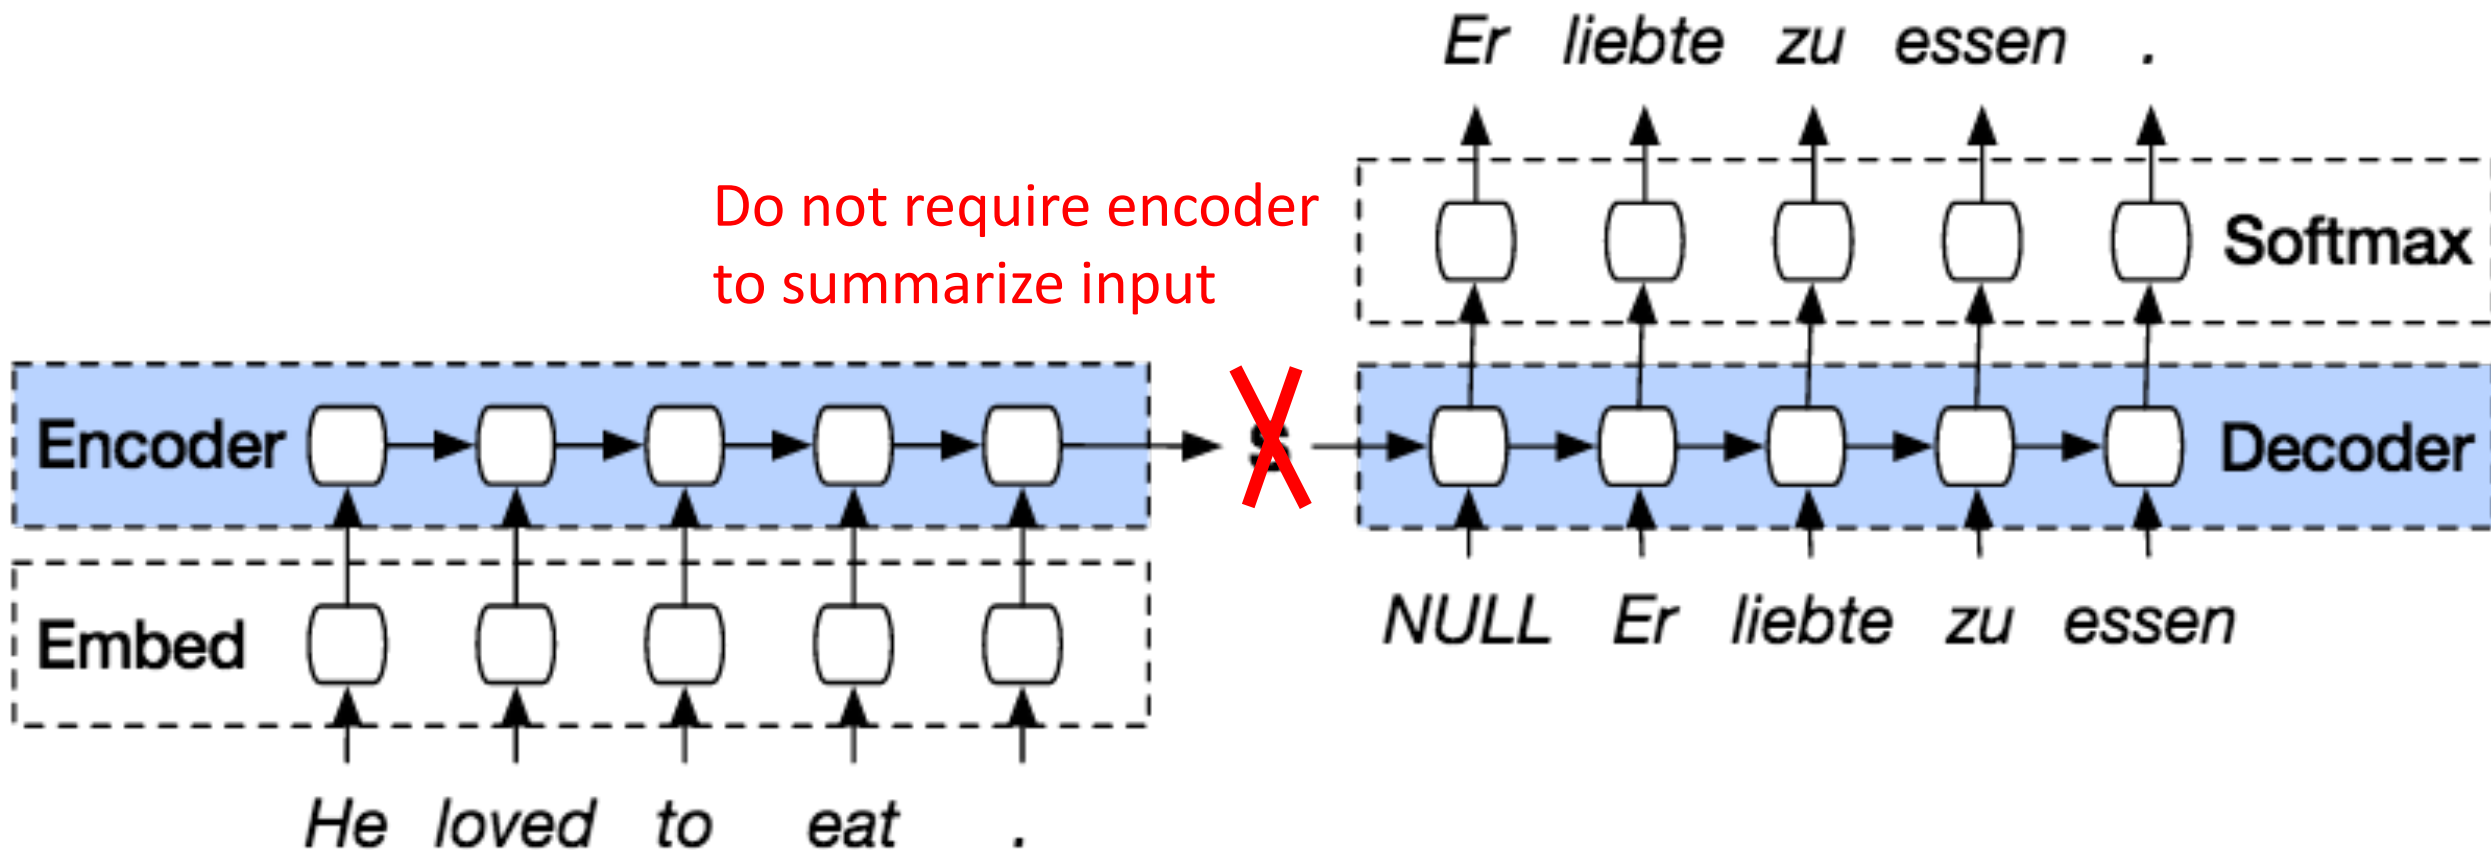 Er liebte zu essen .
Do not require encoder
to summarize input
Softmax
Encoder
S
Decoder
NULL Er liebte zu essen
Embed
He loved to eat .